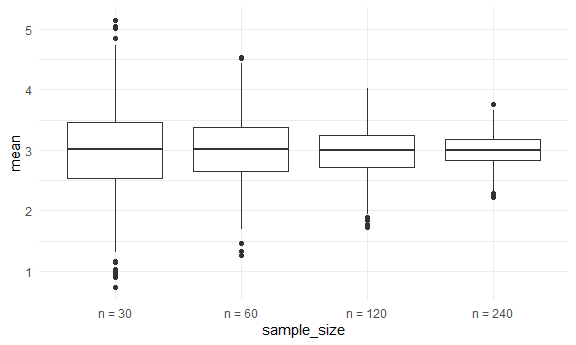 5
4
3
2
1
mean
n = 30 n = 60 n = 120 n = 240
sample_size